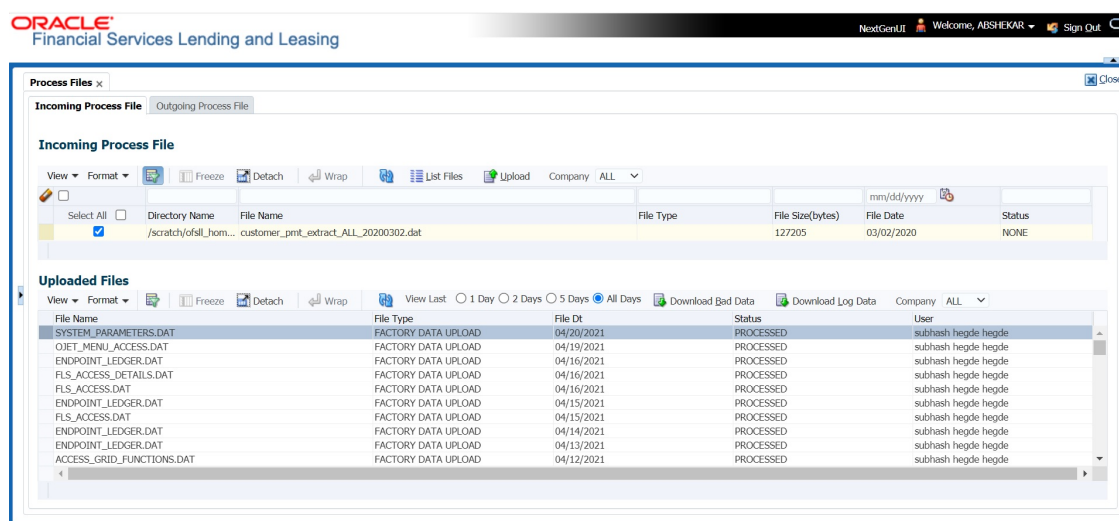 ORACLE
Financial Services Lending and Leasing
NextGenUI Welcome, ABSHEKAR Sign Out
Process Files × Close
Incoming Process File Outgoing Process File
Incoming Process File
View Format Freeze Detach Wrap List Files Upload Company ALL
mm/dd/yyyy
Select All Directory Name File Name File Type File Size(bytes) File Date Status
/scratch/ofsll_hom... customer_pmt_extract_ALL_20200302.dat 127205 03/02/2020 NONE
Uploaded Files
View Format Freeze Detach Wrap View Last 1 Day 2 Days 5 Days All Days Download Bad Data Download Log Data Company ALL
File Name File Type File Dt Status User
SYSTEM_PARAMETERS.DAT FACTORY DATA UPLOAD 04/20/2021 PROCESSED subhash hegde hegde
OJET_MENU_ACCESS.DAT FACTORY DATA UPLOAD 04/19/2021 PROCESSED subhash hegde hegde
ENDPOINT_LEDGER.DAT FACTORY DATA UPLOAD 04/16/2021 PROCESSED subhash hegde hegde
FLS_ACCESS_DETAILS.DAT FACTORY DATA UPLOAD 04/16/2021 PROCESSED subhash hegde hegde
FLS_ACCESS.DAT FACTORY DATA UPLOAD 04/16/2021 PROCESSED subhash hegde hegde
ENDPOINT_LEDGER.DAT FACTORY DATA UPLOAD 04/15/2021 PROCESSED subhash hegde hegde
FLS_ACCESS.DAT FACTORY DATA UPLOAD 04/15/2021 PROCESSED subhash hegde hegde
ENDPOINT_LEDGER.DAT FACTORY DATA UPLOAD 04/14/2021 PROCESSED subhash hegde hegde
ENDPOINT_LEDGER.DAT FACTORY DATA UPLOAD 04/13/2021 PROCESSED subhash hegde hegde
ACCESS_GRID_FUNCTIONS.DAT FACTORY DATA UPLOAD 04/12/2021 PROCESSED subhash hegde hegde